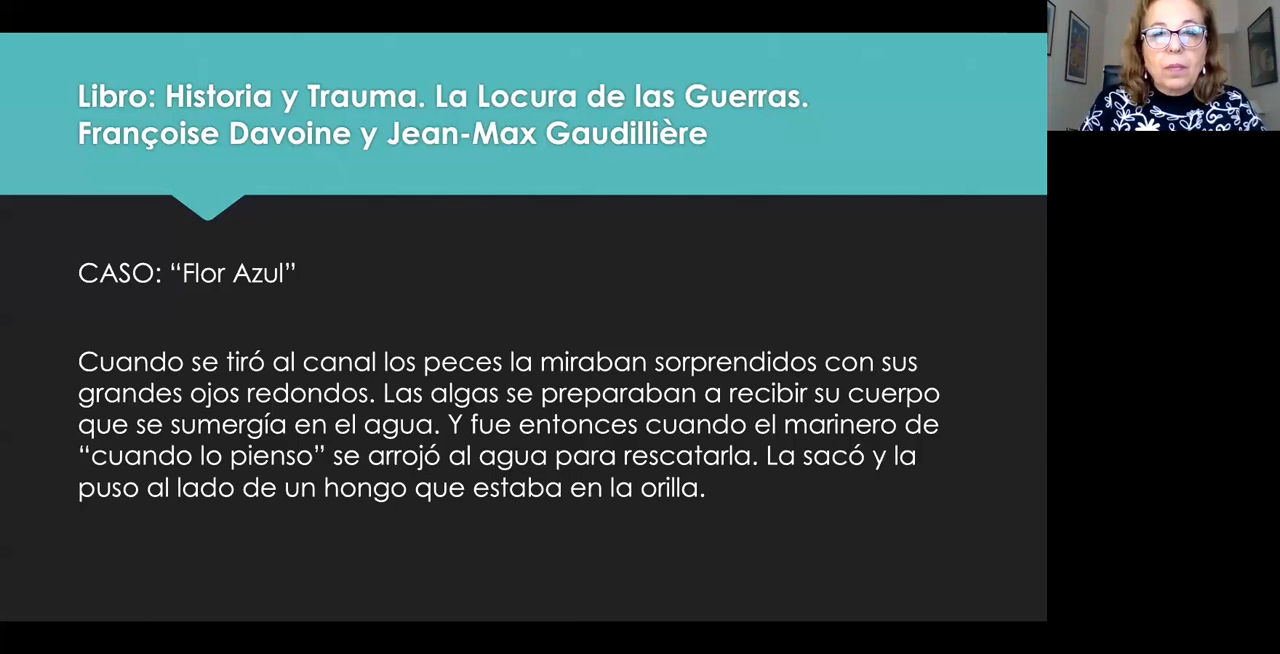 Libro: Historia y Trauma. La Locura de las Guerras.
Françoise Davoine y Jean-Max Gaudillière
CASO: “Flor Azul”
Cuando se tiró al canal los peces la miraban sorprendidos con sus
grandes ojos redondos. Las algas se preparaban a recibir su cuerpo
que se sumergía en el agua. Y fue entonces cuando el marinero de
“cuando lo pienso” se arrojó al agua para rescatarla. La sacó y la
puso al lado de un hongo que estaba en la orilla.